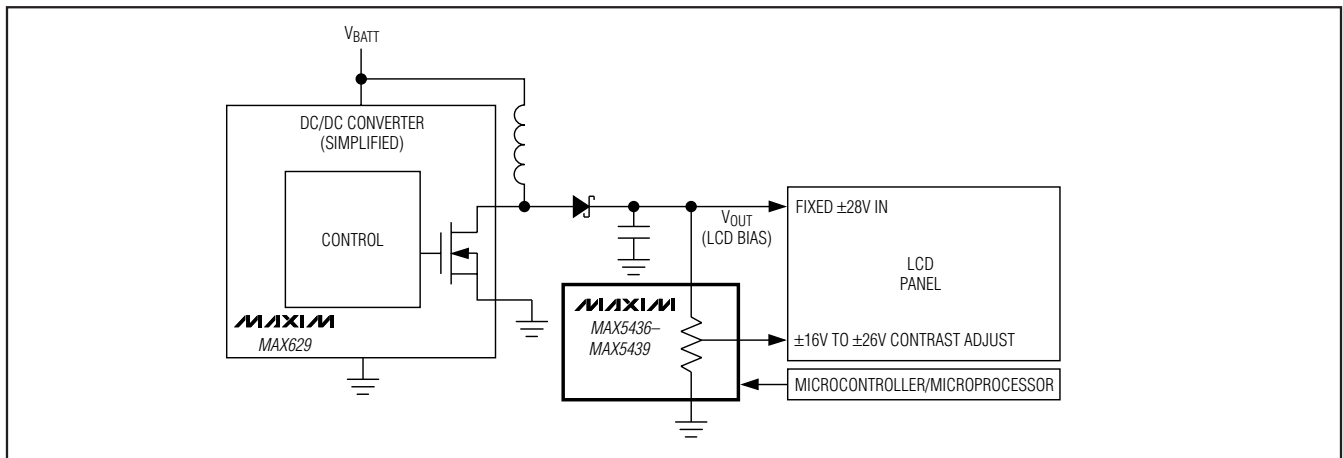 VBATT
DC/DC CONVERTER
(SIMPLIFIED)
CONTROL
MAXIM
MAX629
VOUT
(LCD BIAS)
MAXIM
MAX5436–
MAX5439
FIXED ±28V IN
LCD
PANEL
±16V TO ±26V CONTRAST ADJUST
MICROCONTROLLER/MICROPROCESSOR